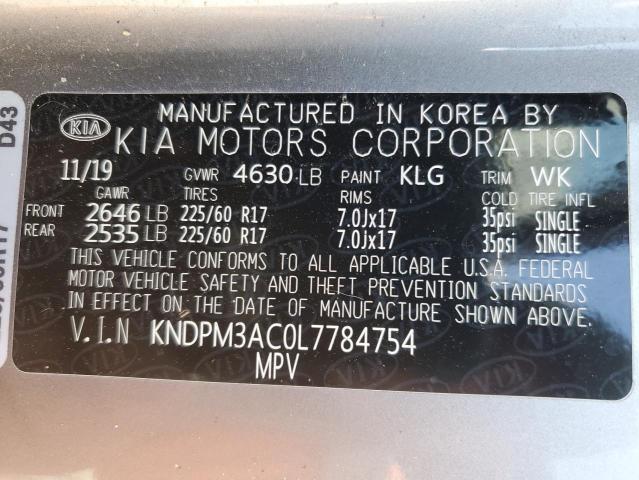 D43
KIA
MANUFACTURED IN KOREA BY
KIA MOTORS CORPORATION
11/19 GVWR 4630 LB PAINT KLG TRIM WK
GAWR TIRES RIMS COLD TIRE INFL
FRONT 2646 LB 225/60 R17 7.0Jx17 35psi SINGLE
REAR 2535 LB 225/60 R17 7.0Jx17 35psi SINGLE
THIS VEHICLE CONFORMS TO ALL APPLICABLE U.S.A. FEDERAL
MOTOR VEHICLE SAFETY AND THEFT PREVENTION STANDARDS
IN EFFECT ON THE DATE OF MANUFACTURE SHOWN ABOVE.
V.I.N KNDPM3AC0L7784754
MPV